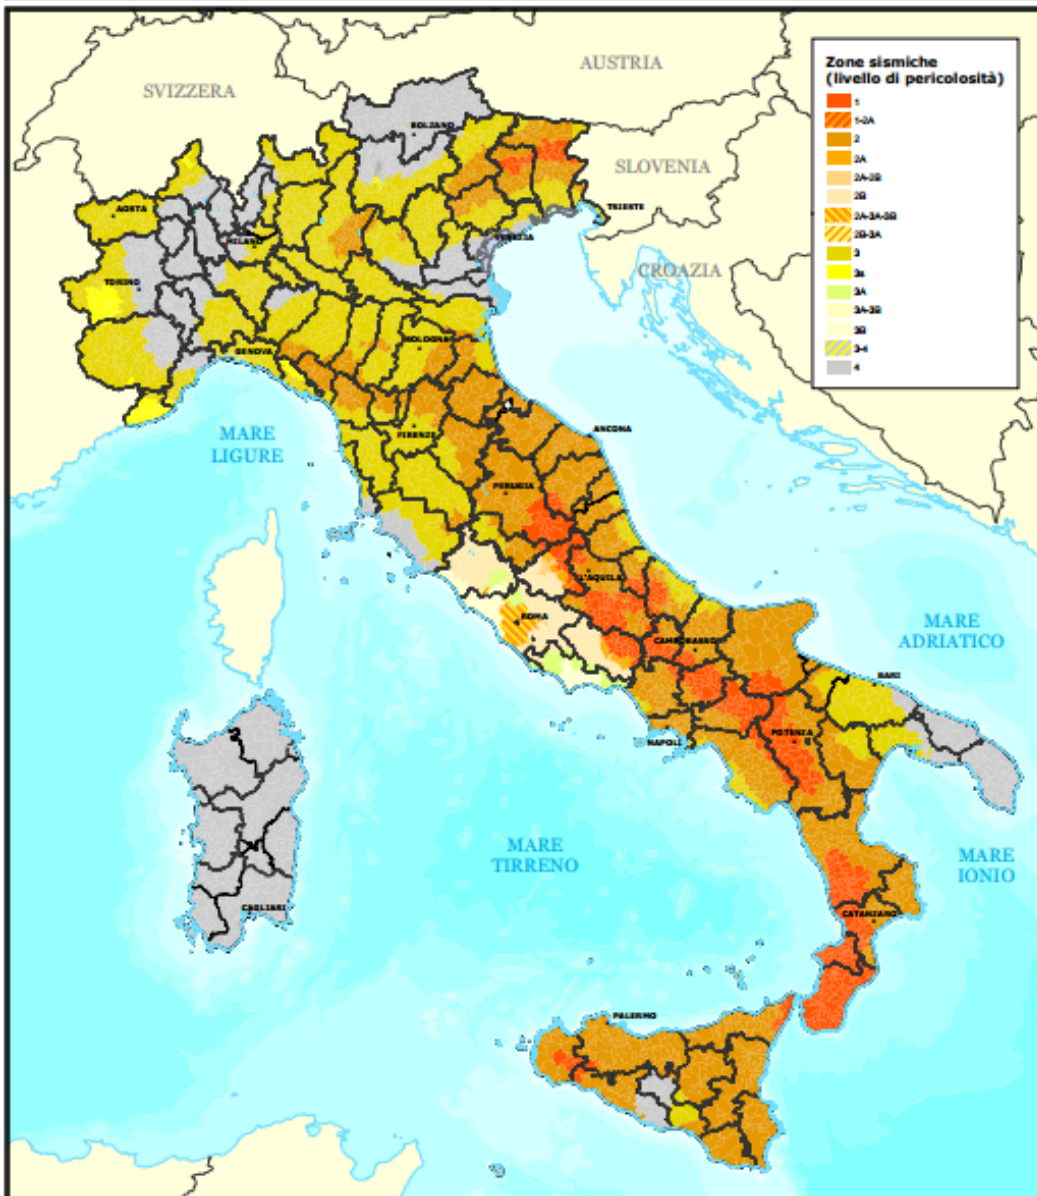 AUSTRIA
SVIZZERA
Zone sismiche
(livello di pericolosità)
1
1-2A
2
2A
2A-2B
2B
2A-3A-3B
2B-3A
3
3s
3A
3A-3B
3B
3-4
4
BOLZANO
SLOVENIA
AOSTA
TRIESTE
MILANO
VENEZIA
CROAZIA
TORINO
BOLOGNA
GENOVA
MARE
LIGURE
FIRENZE
ANCONA
PERUGIA
L'AQUILA
ROMA
MARE
ADRIATICO
CAMPOBASSO
BARI
NAPOLI
POTENZA
MARE
TIRRENO
MARE
IONIO
CAGLIARI
CATANZARO
PALERMO